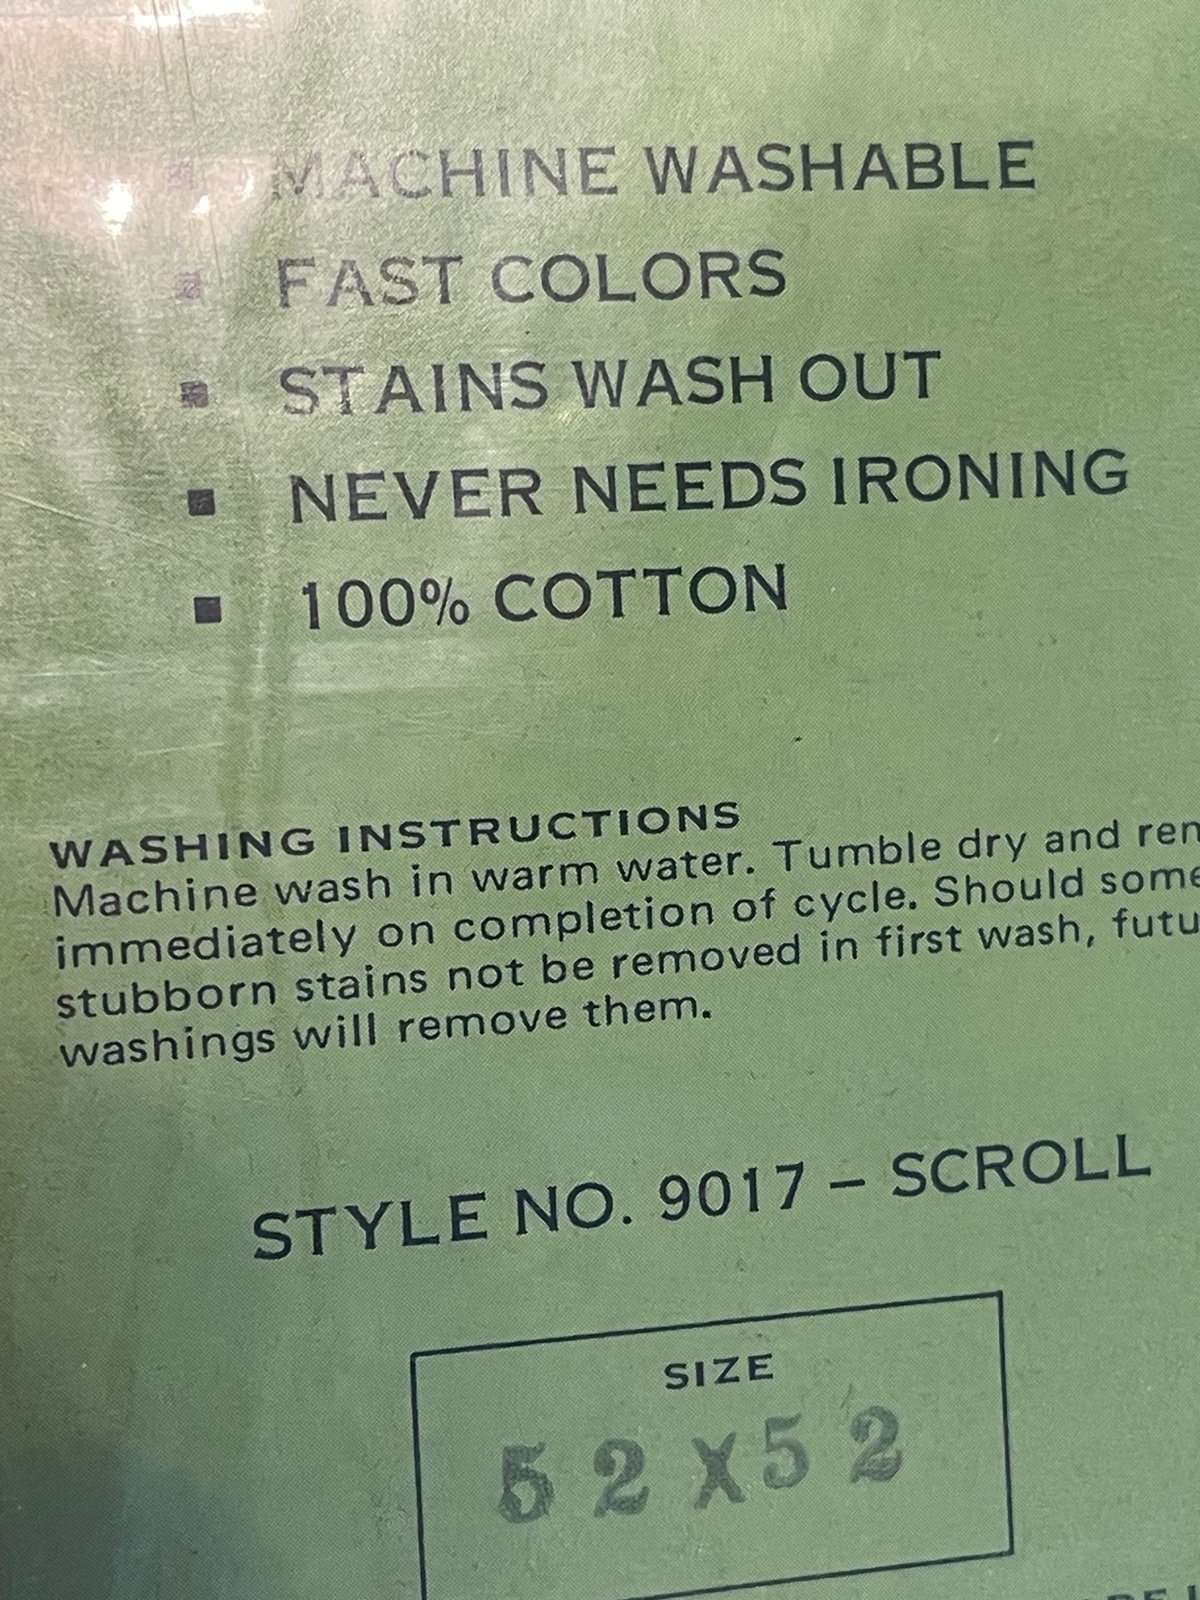 ▪ MACHINE WASHABLE
▪ FAST COLORS
▪ STAINS WASH OUT
▪ NEVER NEEDS IRONING
▪ 100% COTTON
WASHING INSTRUCTIONS
Machine wash in warm water. Tumble dry and
immediately on completion of cycle. Should
stubborn stains not be removed in first wash,
washings will remove them.
STYLE NO. 9017 – SCROLL
SIZE
52X52